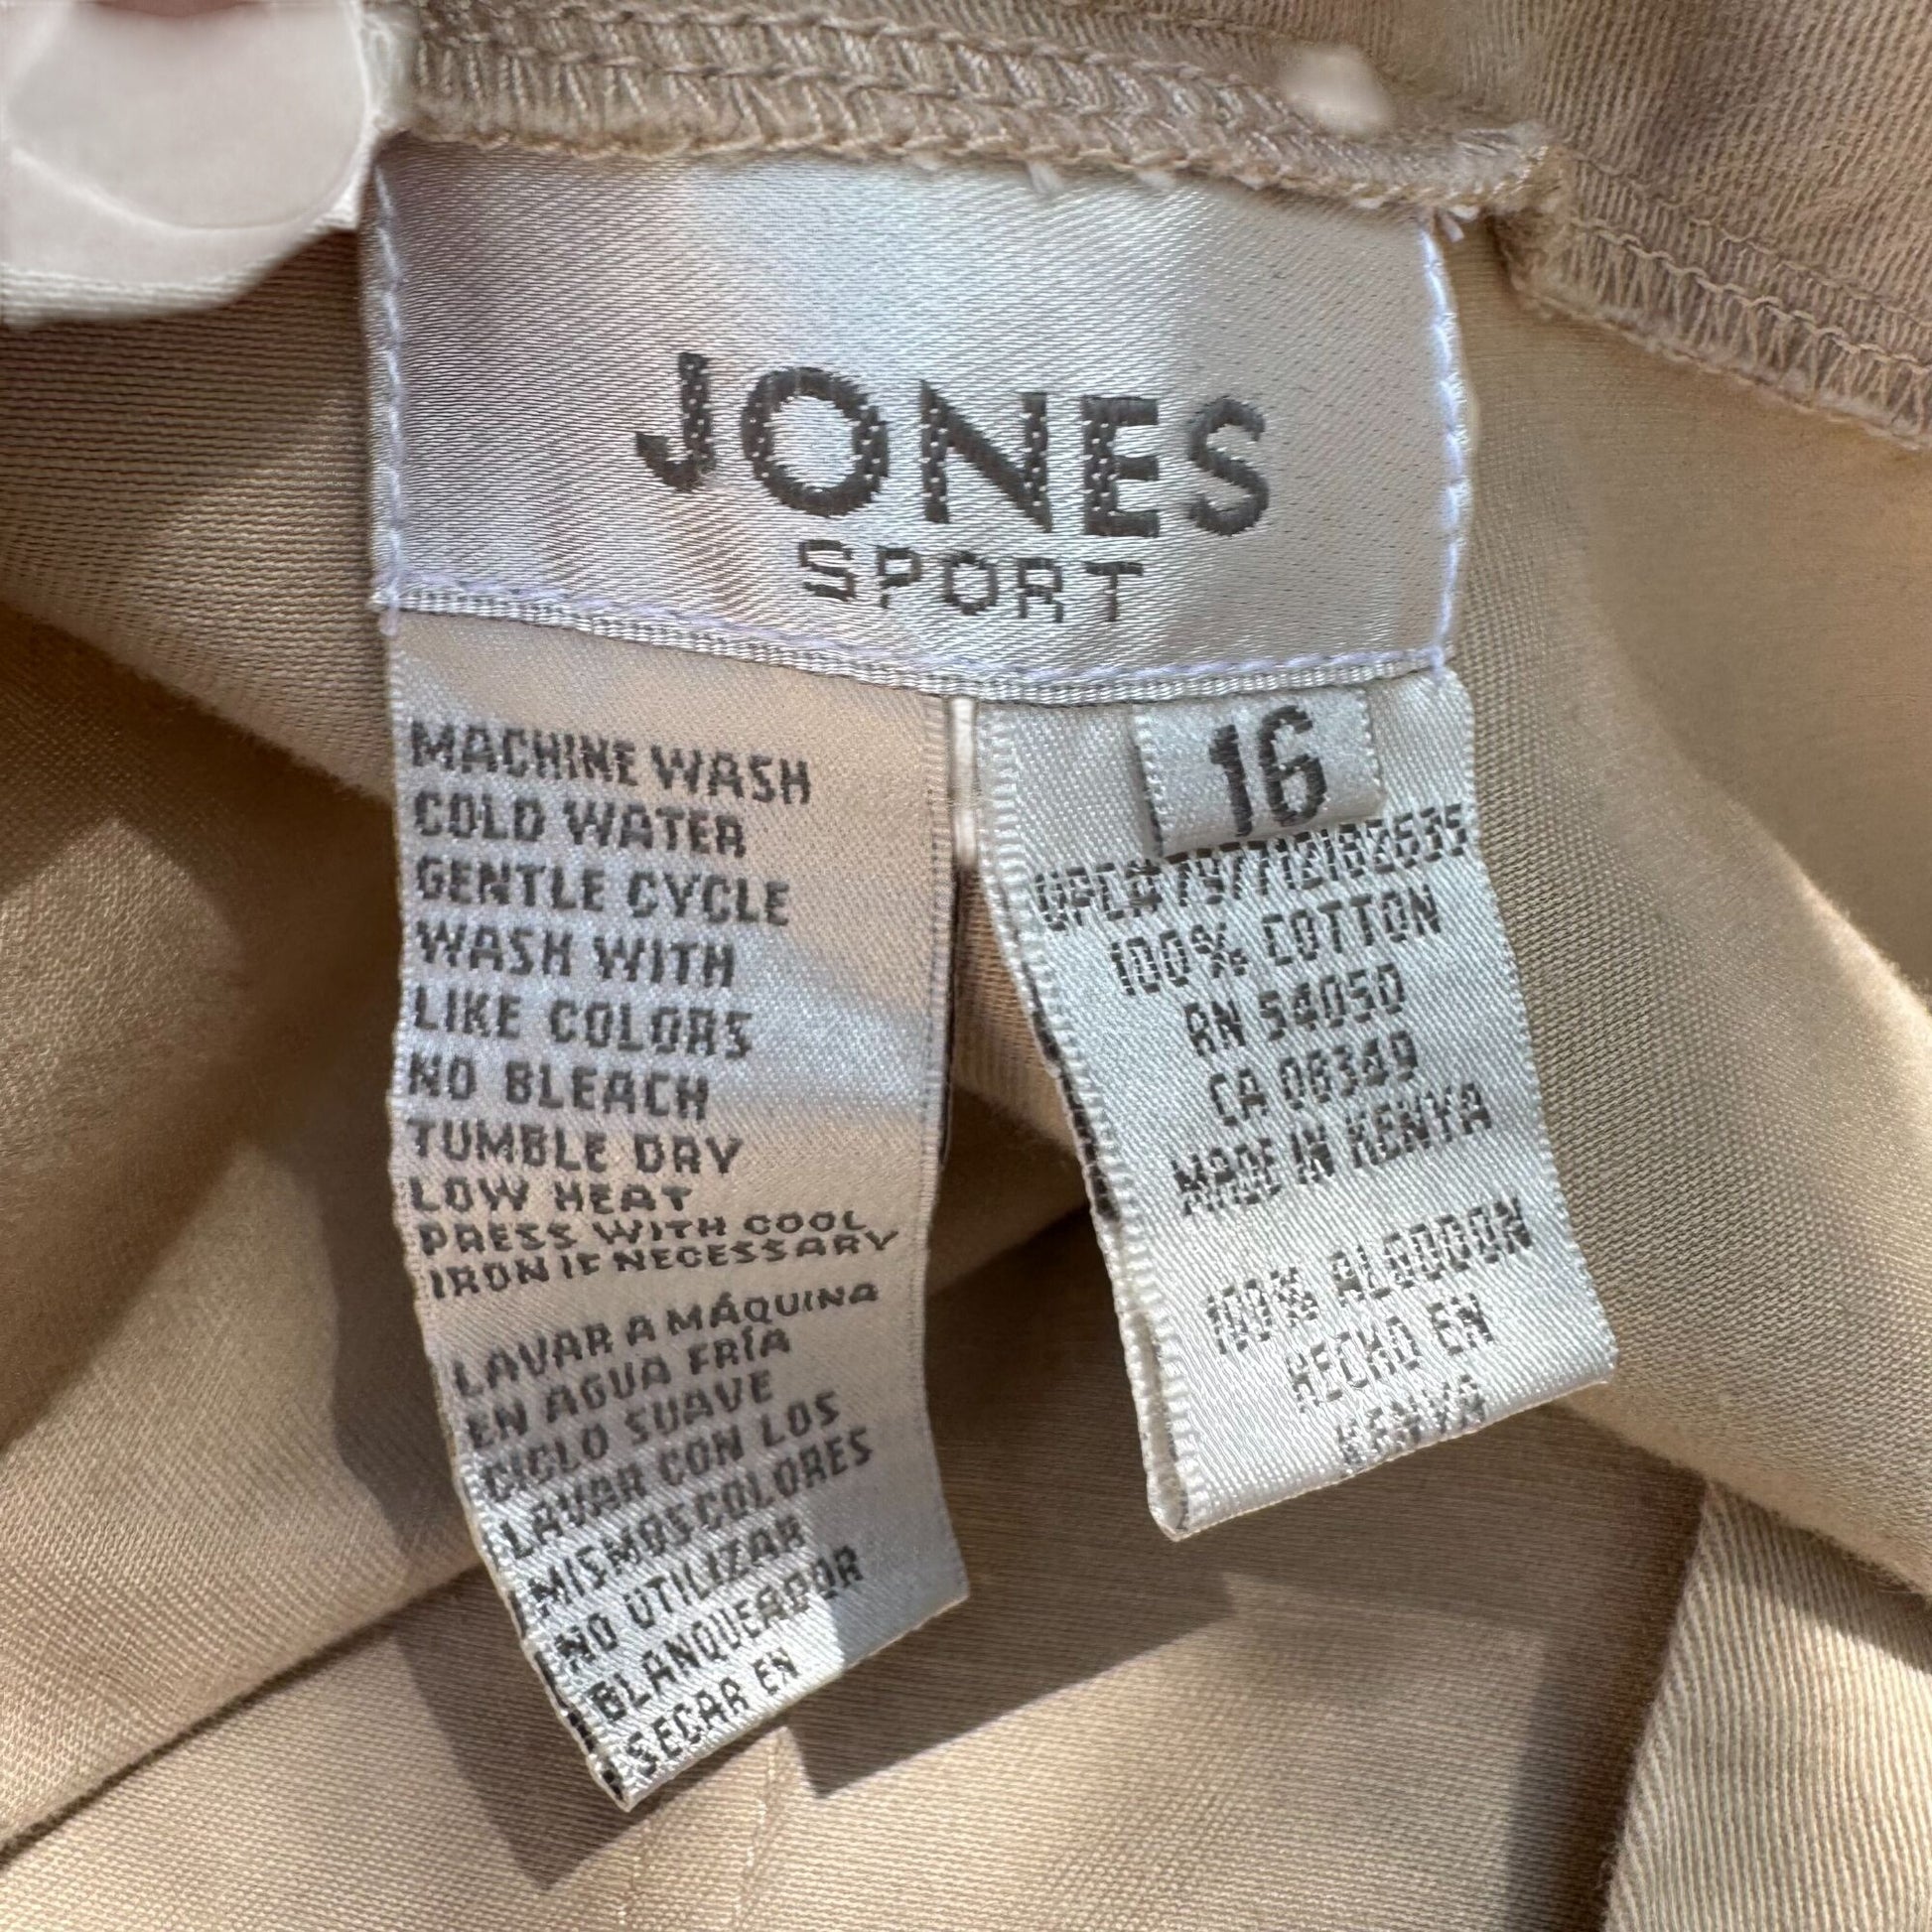 JONES
SPORT
MACHINE WASH
COLD WATER
GENTLE CYCLE
WASH WITH
LIKE COLORS
NO BLEACH
TUMBLE DRY
LOW HEAT
PRESS WITH COOL
IRON IF NECESSARY
LAVAR A MÁQUINA
EN AGUA FRÍA
CICLO SUAVE
LAVAR CON LOS
MISMOS COLORES
NO UTILIZAR
BLANQUEADOR
SECAR EN
16
100% COTTON
RN 54050
CA 08349
MADE IN KENYA
100% ALGODON
HECHO EN
KENYA